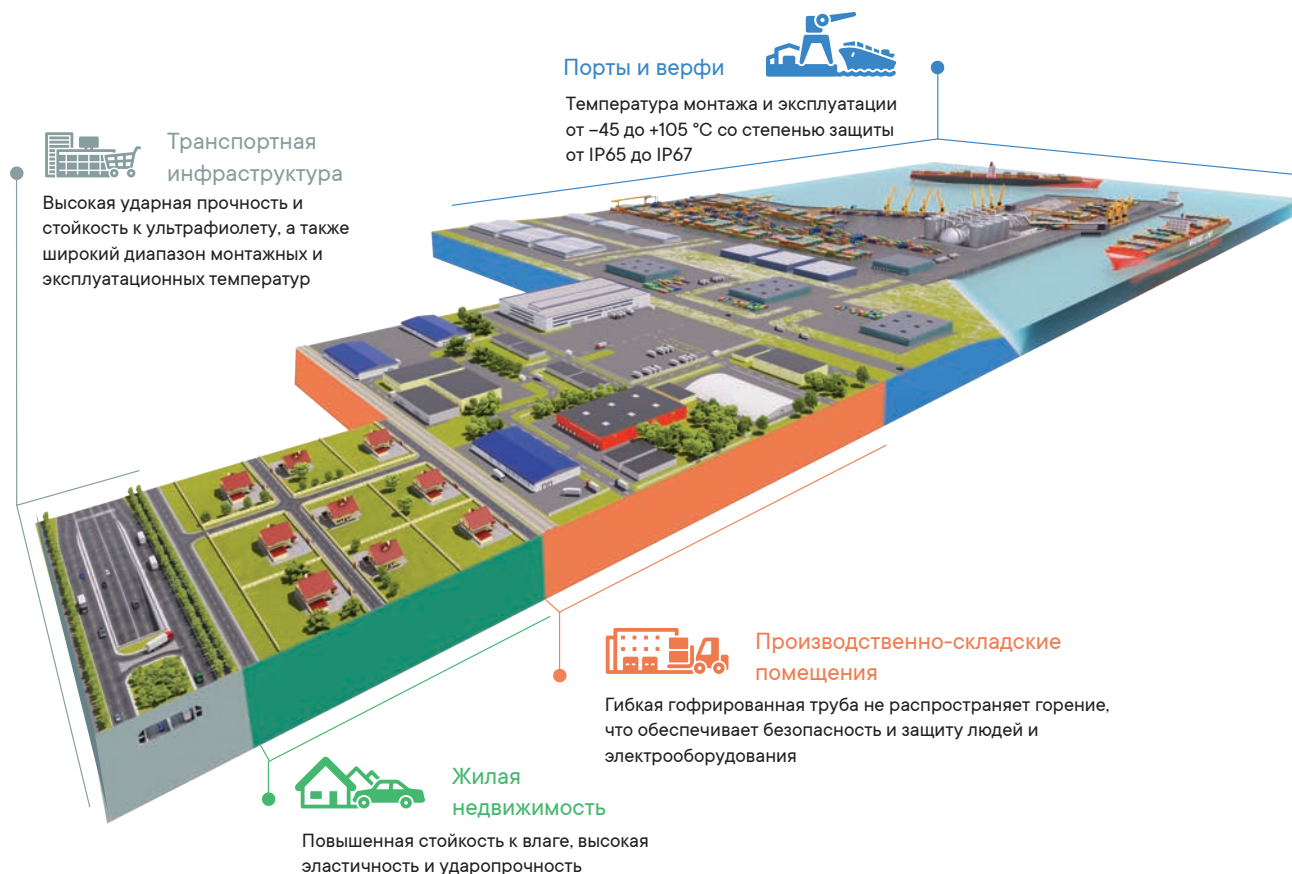 Порты и верфи
Температура монтажа и эксплуатации
от –45 до +105 °С со степенью защиты
от IP65 до IP67
Транспортная
инфраструктура
Высокая ударная прочность и
стойкость к ультрафиолету, а также
широкий диапазон монтажных и
эксплуатационных температур
Производственно-складские
помещения
Гибкая гофрированная труба не распространяет горение,
что обеспечивает безопасность и защиту людей и
электрооборудования
Жилая
недвижимость
Повышенная стойкость к влаге, высокая
эластичность и ударопрочность